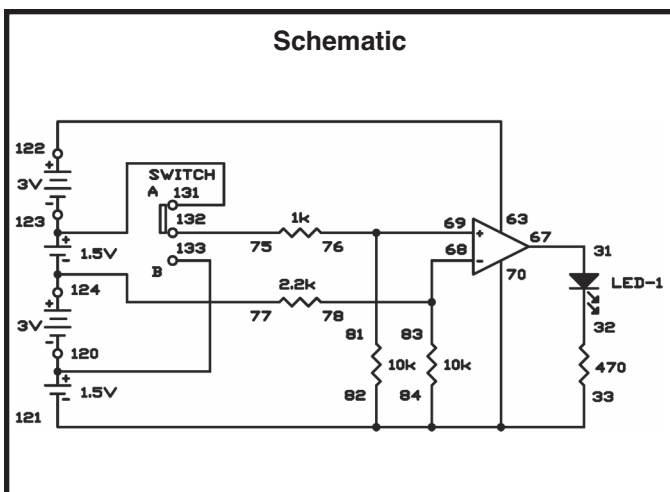 Schematic
122
+
3V
-
123
+
1.5V
-
124
+
3V
-
120
+
1.5V
-
121
SWITCH
A 131
132
133
B
1k
75 76
2.2k
77 78
81
10k
82
83
10k
84
69
+
68
-
63
67
70
31
LED-1
32
470
33